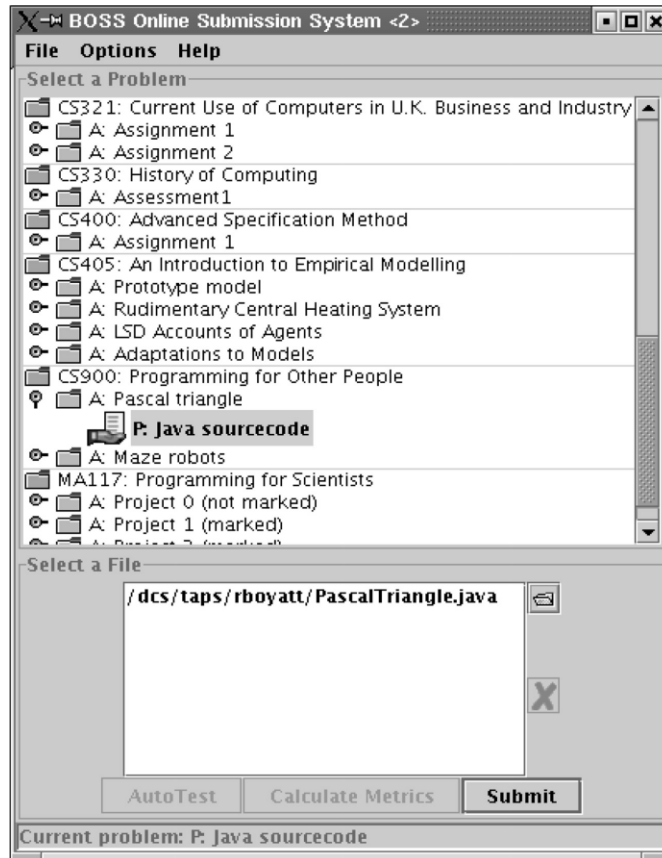 BOSS Online Submission System <2>
File Options Help
Select a Problem
CS321: Current Use of Computers in U.K. Business and Industry
A: Assignment 1
A: Assignment 2
CS330: History of Computing
A: Assessment1
CS400: Advanced Specification Method
A: Assignment 1
CS405: An Introduction to Empirical Modelling
A: Prototype model
A: Rudimentary Central Heating System
A: LSD Accounts of Agents
A: Adaptations to Models
CS900: Programming for Other People
A: Pascal triangle
P: Java sourcecode
A: Maze robots
MA117: Programming for Scientists
A: Project 0 (not marked)
A: Project 1 (marked)
A: Project 2 (marked)
Select a File
/dcs/taps/rboyatt/PascalTriangle.java
AutoTest Calculate Metrics Submit
Current problem: P: Java sourcecode